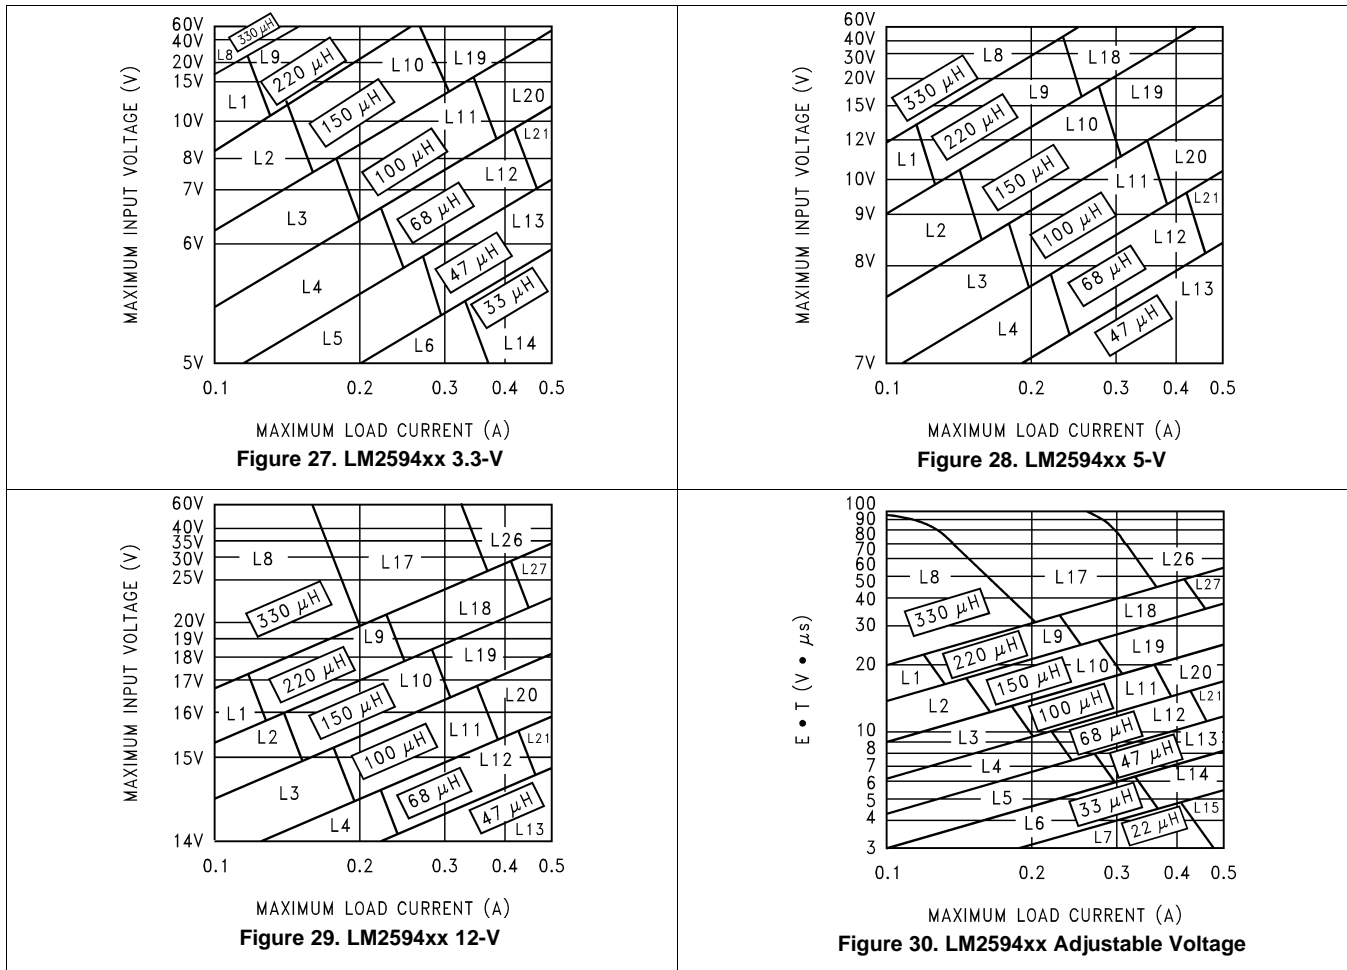 MAXIMUM INPUT VOLTAGE (V)
60V
40V
20V
15V
10V
8V
7V
6V
5V
330 μH
L8
L9
220 μH
L10
L19
L1
150 μH
L20
L11
L21
L2
100 μH
L12
L3
68 μH
L13
47 μH
L4
33 μH
L5
L6
L14
0.1
0.2
0.3
0.4
0.5
MAXIMUM LOAD CURRENT (A)
Figure 27. LM2594xx 3.3-V
MAXIMUM INPUT VOLTAGE (V)
60V
40V
30V
20V
15V
12V
10V
9V
8V
7V
L8
L18
330 μH
L9
L19
220 μH
L10
L1
L20
150 μH
L11
L21
L2
100 μH
L12
L3
68 μH
L13
L4
47 μH
0.1
0.2
0.3
0.4
0.5
MAXIMUM LOAD CURRENT (A)
Figure 28. LM2594xx 5-V
MAXIMUM INPUT VOLTAGE (V)
60V
40V
35V
30V
25V
20V
19V
18V
17V
16V
15V
14V
L26
L8
L17
L27
330 μH
L18
L9
L19
220 μH
L10
L20
L1
150 μH
L11
L2
L21
100 μH
L12
L3
68 μH
47 μH
L4
L13
0.1
0.2
0.3
0.4
0.5
MAXIMUM LOAD CURRENT (A)
Figure 29. LM2594xx 12-V
E • T (V • μs)
100
90
80
70
60
50
40
30
20
10
8
7
6
5
4
3
L26
L8
L17
L27
330 μH
L18
L9
220 μH
L19
L1
L10
L20
150 μH
L11
L2
L21
100 μH
L12
L3
68 μH
L13
47 μH
L4
L14
L5
33 μH
L15
L6
22 μH
L7
0.1
0.2
0.3
0.4
0.5
MAXIMUM LOAD CURRENT (A)
Figure 30. LM2594xx Adjustable Voltage